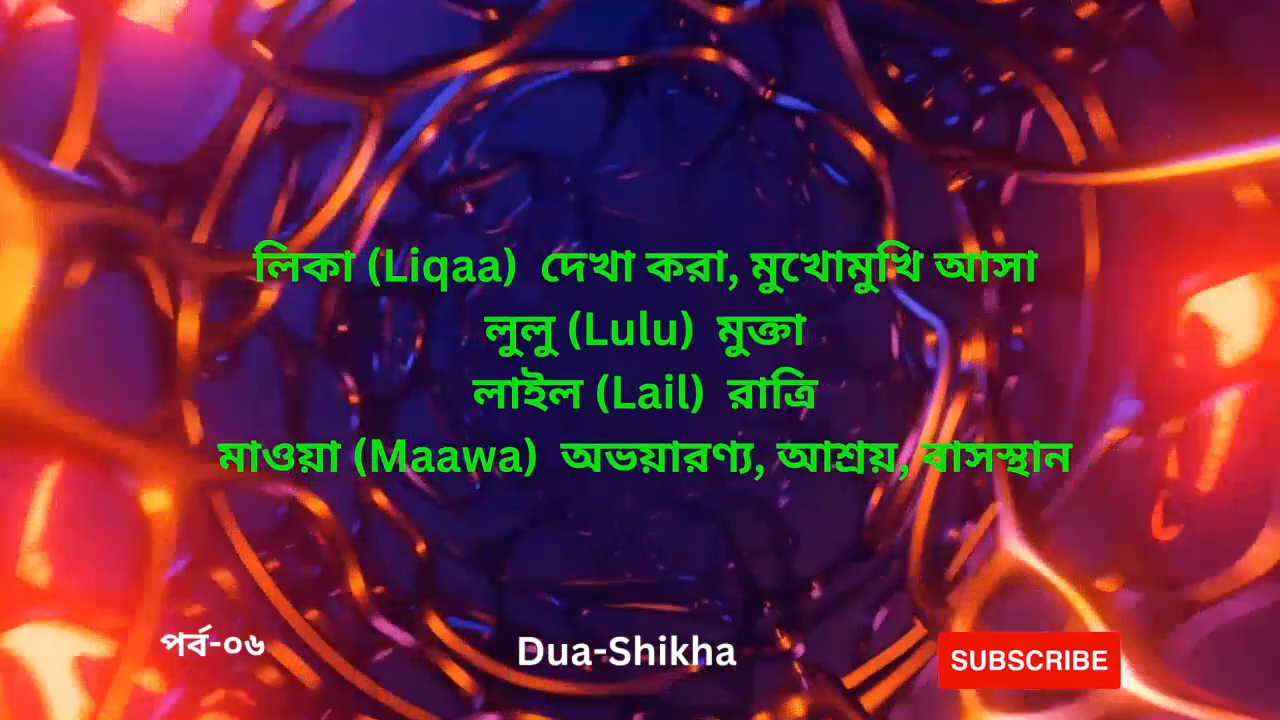 লিকা (Liqaa) দেখা করা, মুখোমুখি আসা
লুলু (Lulu) মুক্তা
লাইল (Lail) রাত্রি
মাওয়া (Maawa) অভয়ারণ্য, আশ্রয়, বাসস্থান
পর্ব-০৬
Dua-Shikha
SUBSCRIBE